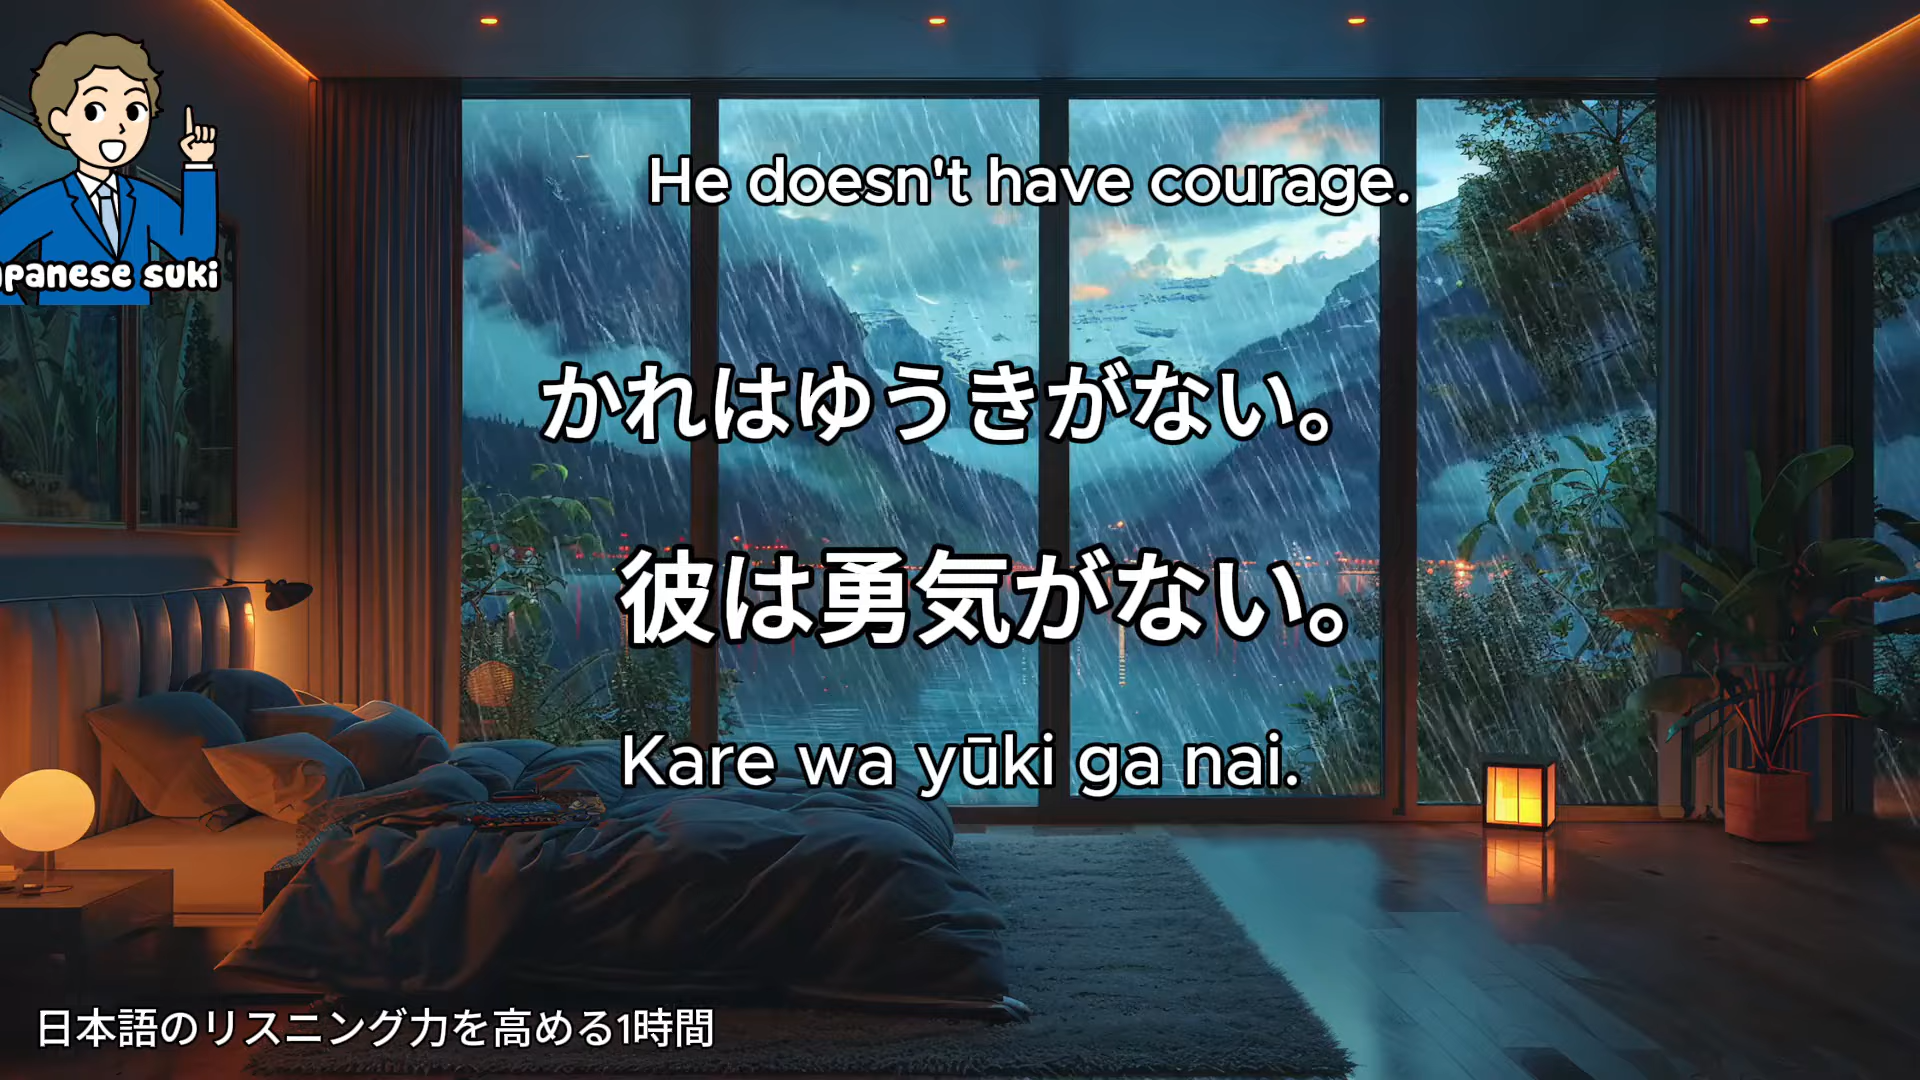 He doesn't have courage.
panese suki
かれはゆうきがない。
彼は勇気がない。
Kare wa yūki ga nai.
日本語のリスニング力を高める1時間